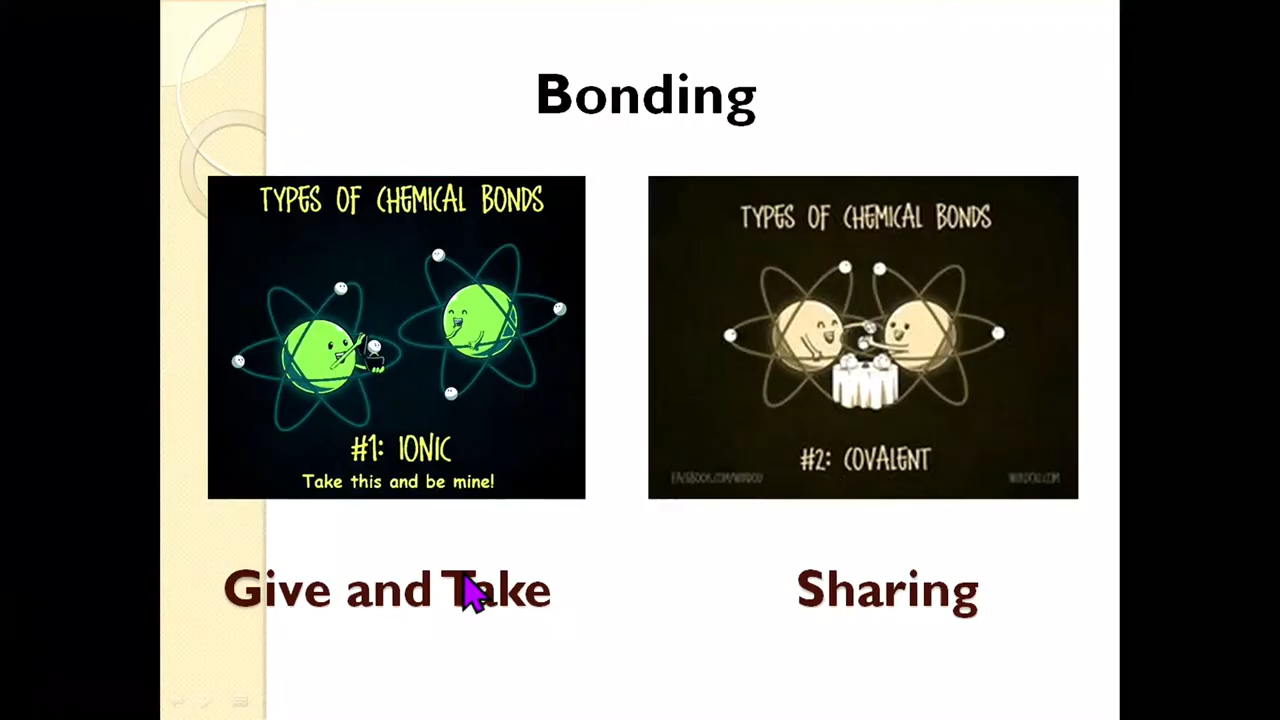 Bonding
TYPES OF CHEMICAL BONDS
#1: IONIC
Take this and be mine!
TYPES OF CHEMICAL BONDS
#2: COVALENT
Give and Take
Sharing